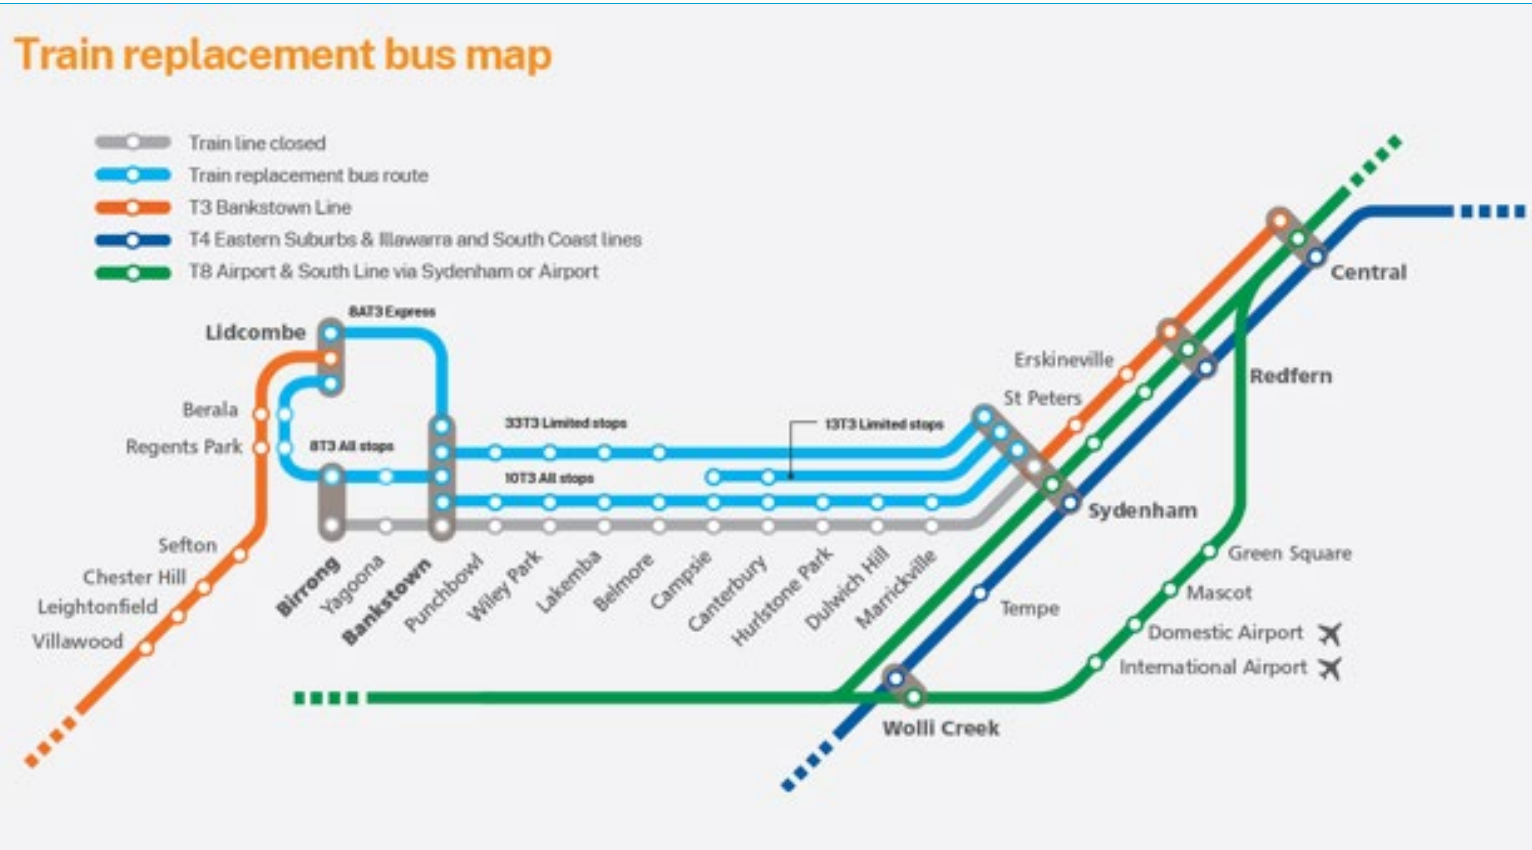 Train replacement bus map
Train line closed
Train replacement bus route
T3 Bankstown Line
T4 Eastern Suburbs & Illawarra and South Coast lines
T8 Airport & South Line via Sydenham or Airport
8AT3 Express
Lidcombe
Berala
Regents Park
8T3 All stops
33T3 Limited stops
13T3 Limited stops
10T3 All stops
Sefton
Chester Hill
Leightonfield
Villawood
Birrong
Yagoona
Bankstown
Punchbowl
Wiley Park
Lakemba
Belmore
Campsie
Canterbury
Hurlstone Park
Dulwich Hill
Marrickville
Central
Erskineville
Redfern
St Peters
Sydenham
Green Square
Mascot
Tempe
Domestic Airport
International Airport
Wolli Creek